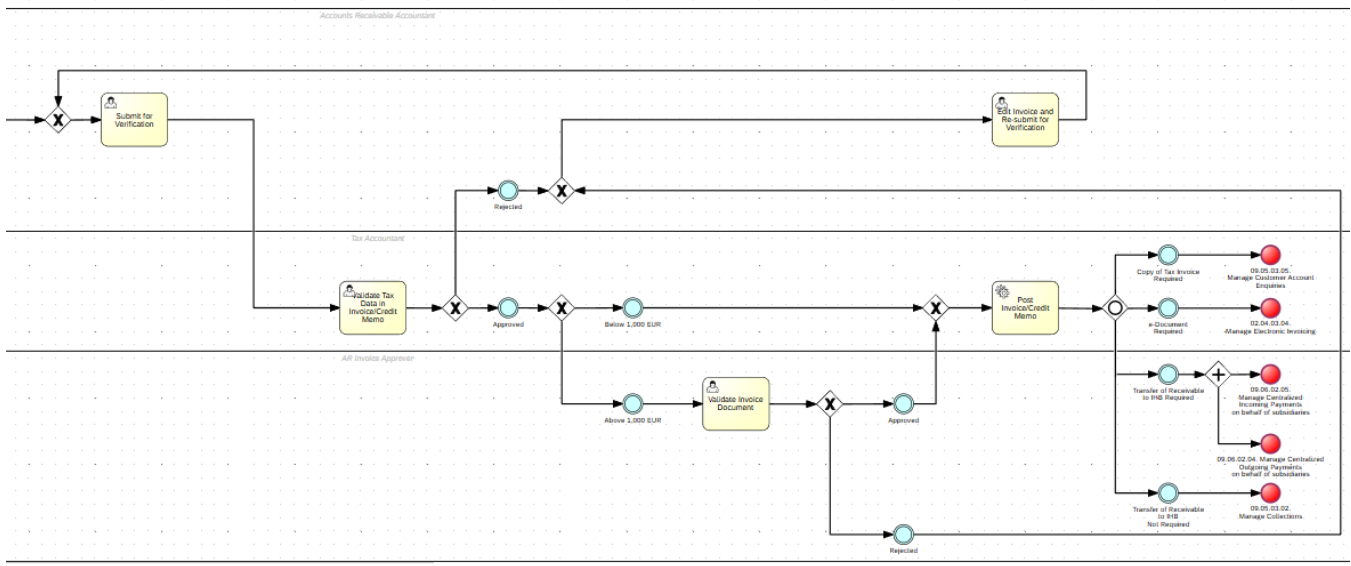 Accounts Receivable Accountant
Submit for
Verification
Edit Invoice and
Re-submit for
Verification
Rejected
Tax Accountant
Validate Tax
Data in
Invoice/Credit
Memo
Approved
Below 1,000 EUR
Post
Invoice/Credit
Memo
Copy of Tax Invoice
Required
09.05.03.05.
Manage Customer Account
Enquiries
e-Document
Required
02.04.03.04.
Manage Electronic Invoicing
AR Invoice Approver
Above 1,000 EUR
Validate Invoice
Document
Approved
Transfer of Receivable
to IHB Required
09.06.02.05.
Manage Centralized
Incoming Payments
on behalf of subsidiaries
09.06.02.04. Manage Centralized
Outgoing Payments
on behalf of subsidiaries
Transfer of Receivable
to IHB
Not Required
09.05.03.02.
Manage Collections
Rejected